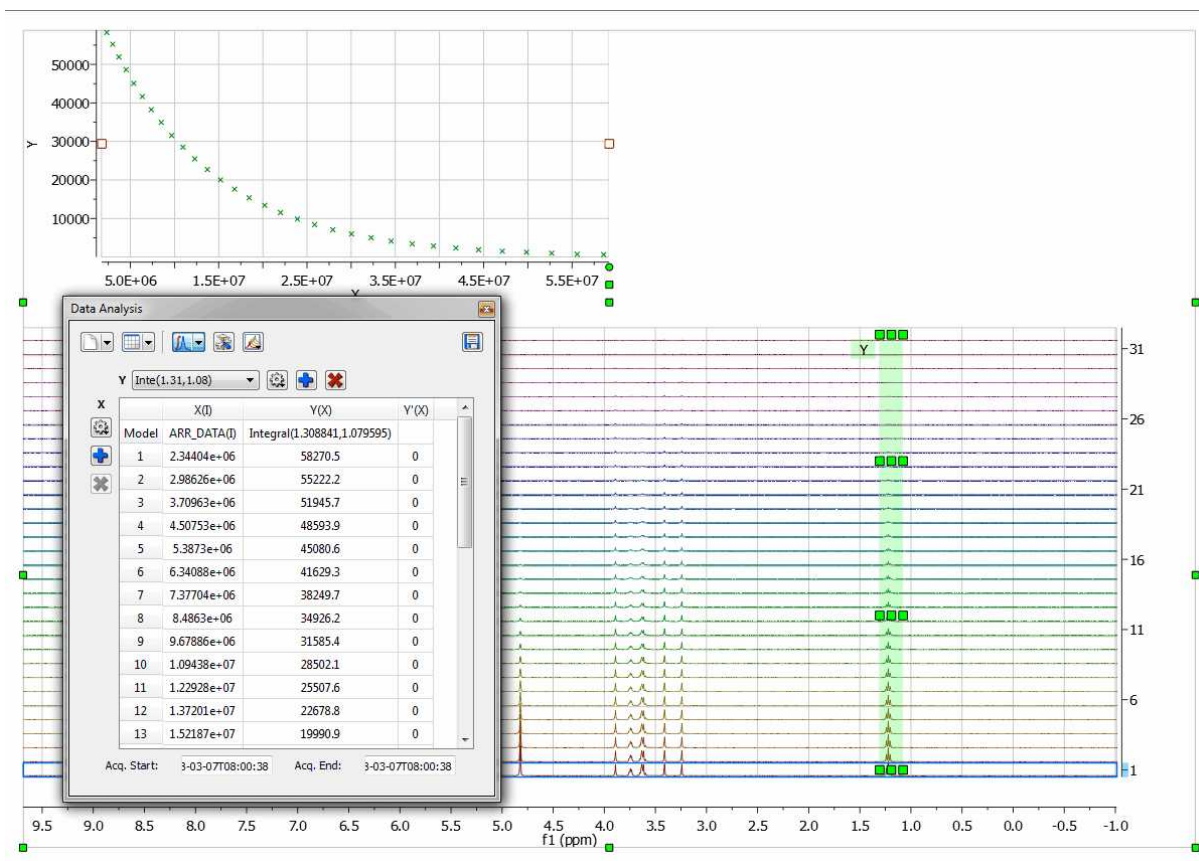 50000
40000
30000
20000
10000
Y
5.0E+06 1.5E+07 2.5E+07 3.5E+07 4.5E+07 5.5E+07
Data Analysis
Y Inte(1.31,1.08)
X
X(I) Y(X) Y'(X)
Model ARR_DATA(I) Integral(1.308841,1.079595)
1 2.34404e+06 58270.5 0
2 2.98626e+06 55222.2 0
3 3.70963e+06 51945.7 0
4 4.50753e+06 48593.9 0
5 5.3873e+06 45080.6 0
6 6.34088e+06 41629.3 0
7 7.37704e+06 38249.7 0
8 8.4863e+06 34926.2 0
9 9.67886e+06 31585.4 0
10 1.09438e+07 28502.1 0
11 1.22928e+07 25507.6 0
12 1.37201e+07 22678.8 0
13 1.52187e+07 19990.9 0
Acq. Start: 3-03-07T08:00:38 Acq. End: 3-03-07T08:00:38
Y
31
26
21
16
11
6
1
9.5 9.0 8.5 8.0 7.5 7.0 6.5 6.0 5.5 5.0 4.5 4.0 3.5 3.0 2.5 2.0 1.5 1.0 0.5 0.0 -0.5 -1.0
f1 (ppm)